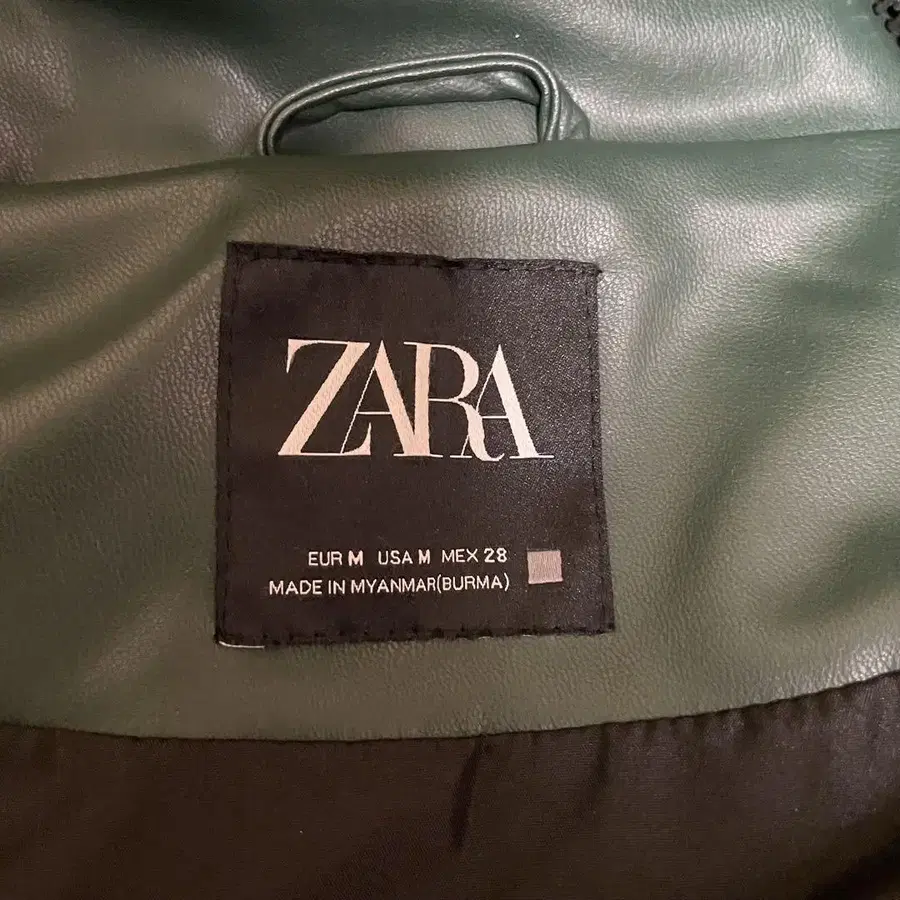 ZARA
EUR M USA M MEX 28
MADE IN MYANMAR(BURMA)